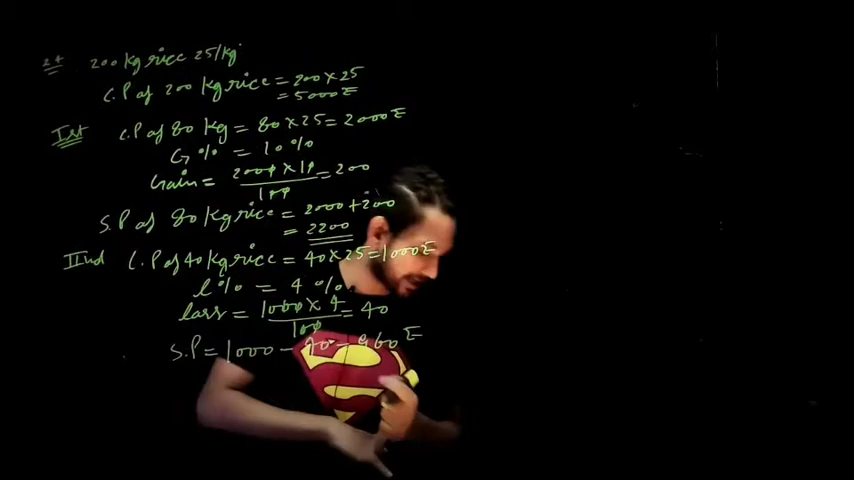 24 200 kg rice 25/kg
C.P of 200 kg rice = 200 × 25
= 5000 ₹
Ist C.P of 80 kg = 80 × 25 = 2000 ₹
G % = 10 %
Gain = 2000 × 10 / 100 = 200
S.P of 80 kg rice = 2000 + 200
= 2200
IInd C.P of 40 kg rice = 40 × 25 = 1000 ₹
l % = 4 %
loss = 1000 × 4 / 100 = 40
S.P = 1000 – 40 = 960 ₹